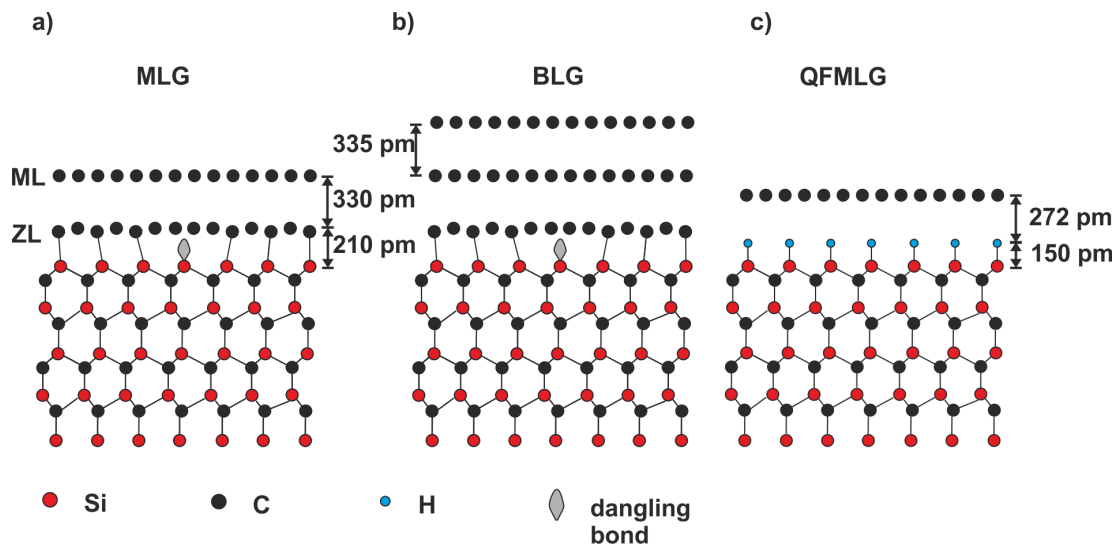 a)
b)
c)
MLG
BLG
QFMLG
335 pm
ML
330 pm
272 pm
ZL
210 pm
150 pm
Si
C
H
dangling
bond